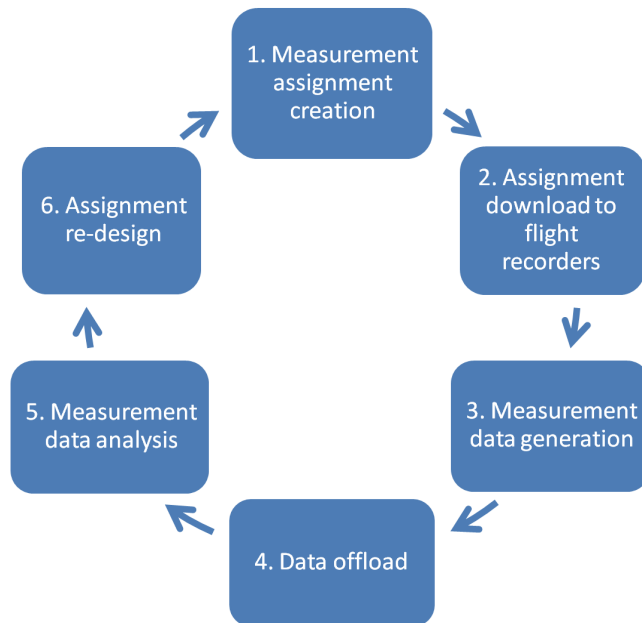 1. Measurement
assignment
creation
2. Assignment
download to
flight
recorders
3. Measurement
data generation
4. Data offload
5. Measurement
data analysis
6. Assignment
re-design